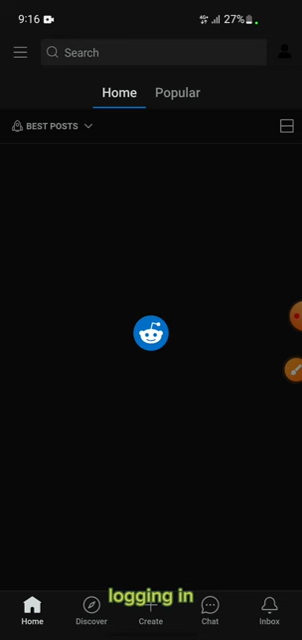 9:16 27%
Search
Home Popular
BEST POSTS
logging in
Home Discover Create Chat Inbox